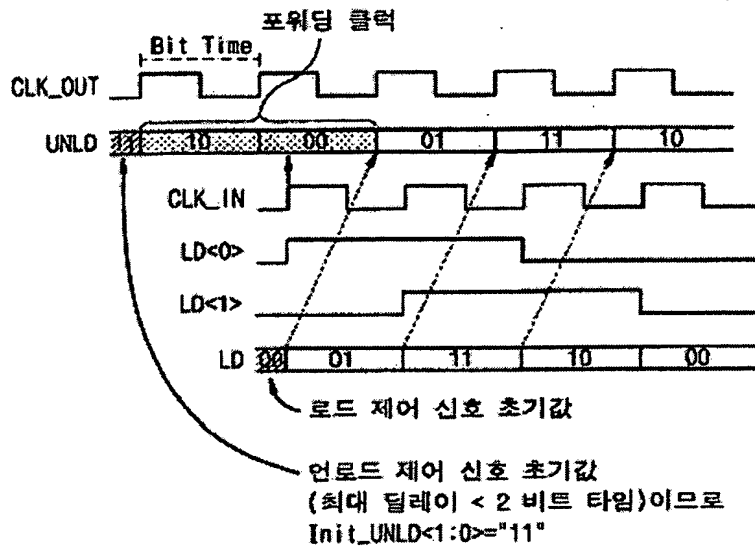 포워딩 클럭
Bit Time
CLK_OUT
UNLD 11 10 00 01 11 10
CLK_IN
LD<0>
LD<1>
LD 00 01 11 10 00
로드 제어 신호 초기값
언로드 제어 신호 초기값
(최대 딜레이 < 2 비트 타임)이므로
Init_UNLD<1:0>="11"